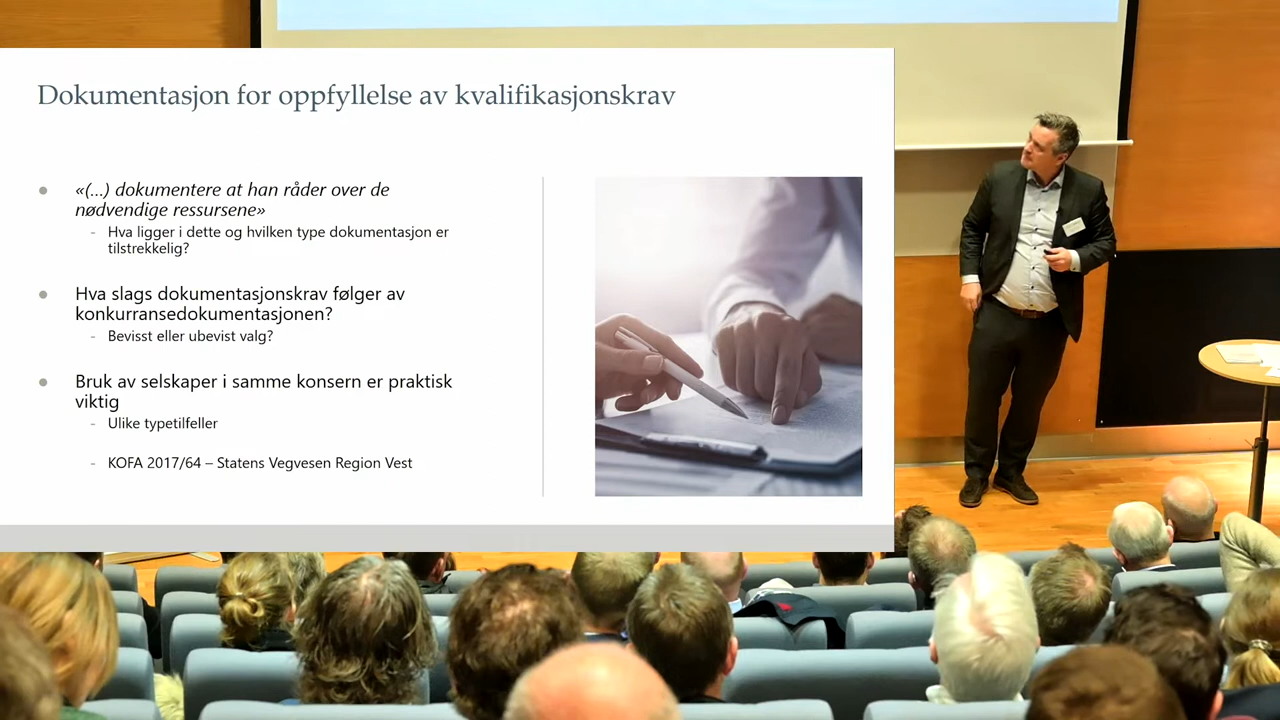 Dokumentasjon for oppfyllelse av kvalifikasjonskrav
«(...) dokumentere at han råder over de
nødvendige ressursene»
- Hva ligger i dette og hvilken type dokumentasjon er
tilstrekkelig?
Hva slags dokumentasjonskrav følger av
konkurransedokumentasjonen?
- Bevisst eller ubevist valg?
Bruk av selskaper i samme konsern er praktisk
viktig
- Ulike typetilfeller
- KOFA 2017/64 – Statens Vegvesen Region Vest